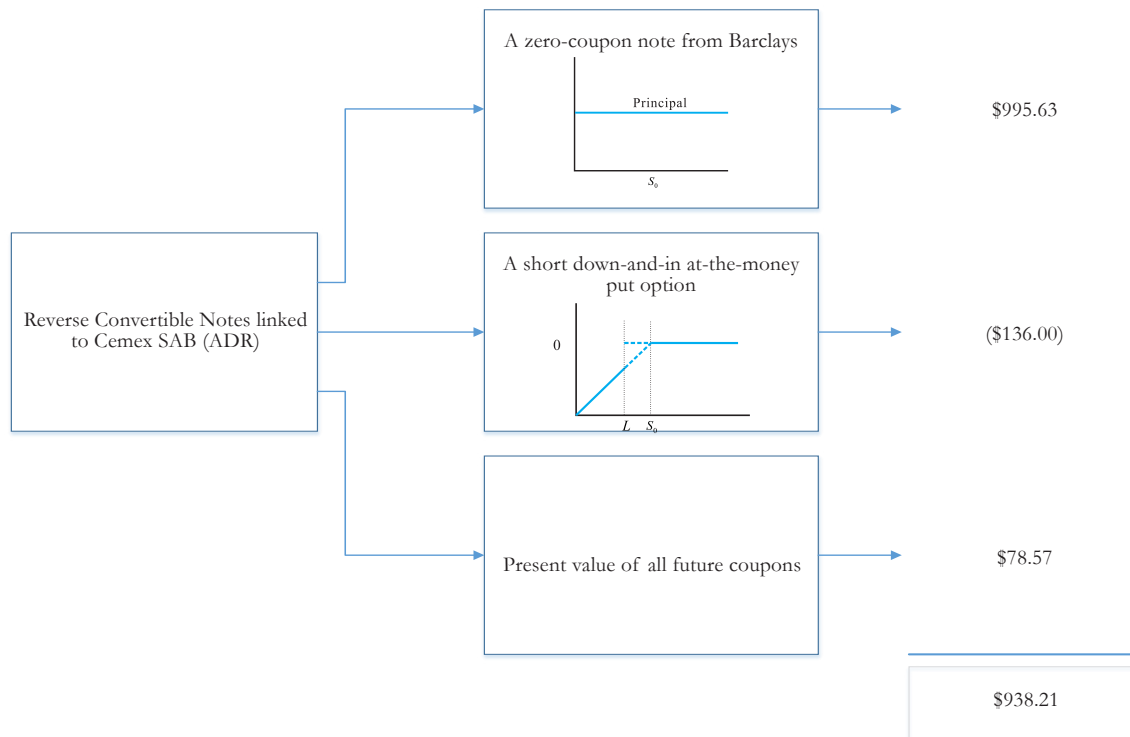 A zero-coupon note from Barclays
Principal
S₀
$995.63
Reverse Convertible Notes linked
to Cemex SAB (ADR)
A short down-and-in at-the-money
put option
0
L S₀
($136.00)
Present value of all future coupons
$78.57
$938.21